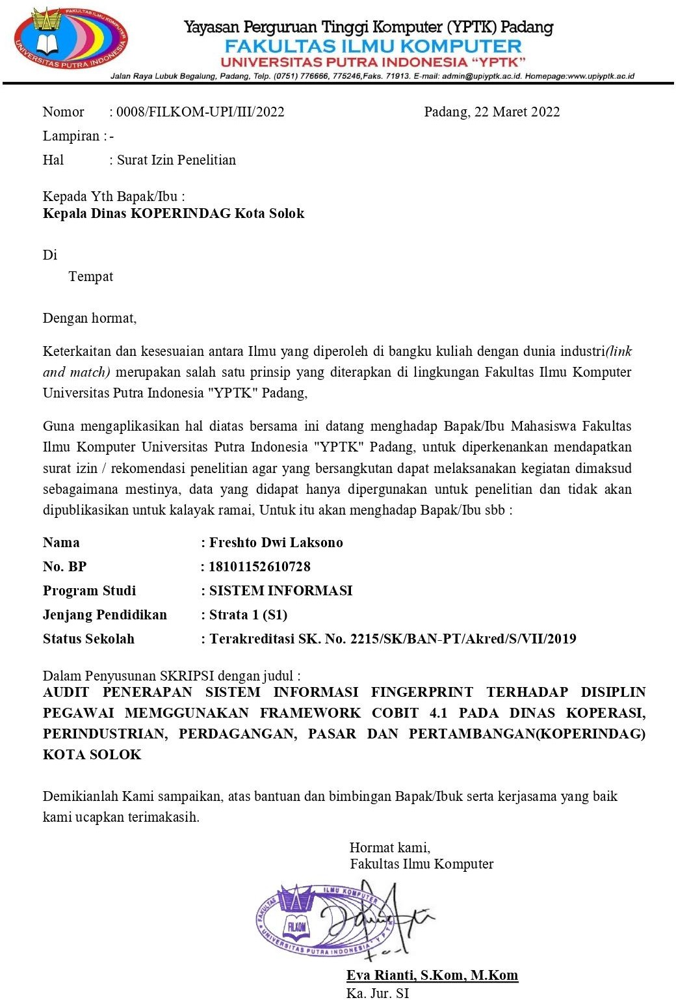 FAKULTAS ILMU KOMPUTER
UNIVERSITAS PUTRA INDONESIA
Yayasan Perguruan Tinggi Komputer (YPTK) Padang
FAKULTAS ILMU KOMPUTER
UNIVERSITAS PUTRA INDONESIA “YPTK”
Jalan Raya Lubuk Begalung, Padang, Telp. (0751) 776666, 775246,Faks. 71913. E-mail: admin@upiyptk.ac.id. Homepage:www.upiyptk.ac.id
Nomor : 0008/FILKOM-UPI/III/2022 Padang, 22 Maret 2022
Lampiran : -
Hal : Surat Izin Penelitian
Kepada Yth Bapak/Ibu :
Kepala Dinas KOPERINDAG Kota Solok
Di
Tempat
Dengan hormat,
Keterkaitan dan kesesuaian antara Ilmu yang diperoleh di bangku kuliah dengan dunia industri(link
and match) merupakan salah satu prinsip yang diterapkan di lingkungan Fakultas Ilmu Komputer
Universitas Putra Indonesia "YPTK" Padang,
Guna mengaplikasikan hal diatas bersama ini datang menghadap Bapak/Ibu Mahasiswa Fakultas
Ilmu Komputer Universitas Putra Indonesia "YPTK" Padang, untuk diperkenankan mendapatkan
surat izin / rekomendasi penelitian agar yang bersangkutan dapat melaksanakan kegiatan dimaksud
sebagaimana mestinya, data yang didapat hanya dipergunakan untuk penelitian dan tidak akan
dipublikasikan untuk kalayak ramai, Untuk itu akan menghadap Bapak/Ibu sbb :
Nama : Freshto Dwi Laksono
No. BP : 18101152610728
Program Studi : SISTEM INFORMASI
Jenjang Pendidikan : Strata 1 (S1)
Status Sekolah : Terakreditasi SK. No. 2215/SK/BAN-PT/Akred/S/VII/2019
Dalam Penyusunan SKRIPSI dengan judul :
AUDIT PENERAPAN SISTEM INFORMASI FINGERPRINT TERHADAP DISIPLIN
PEGAWAI MEMGGUNAKAN FRAMEWORK COBIT 4.1 PADA DINAS KOPERASI,
PERINDUSTRIAN, PERDAGANGAN, PASAR DAN PERTAMBANGAN(KOPERINDAG)
KOTA SOLOK
Demikianlah Kami sampaikan, atas bantuan dan bimbingan Bapak/Ibuk serta kerjasama yang baik
kami ucapkan terimakasih.
Hormat kami,
Fakultas Ilmu Komputer
FAKULTAS ILMU KOMPUTER
FILKOM
UNIVERSITAS PUTRA INDONESIA "YPTK"
Eva Rianti, S.Kom, M.Kom
Ka. Jur. SI